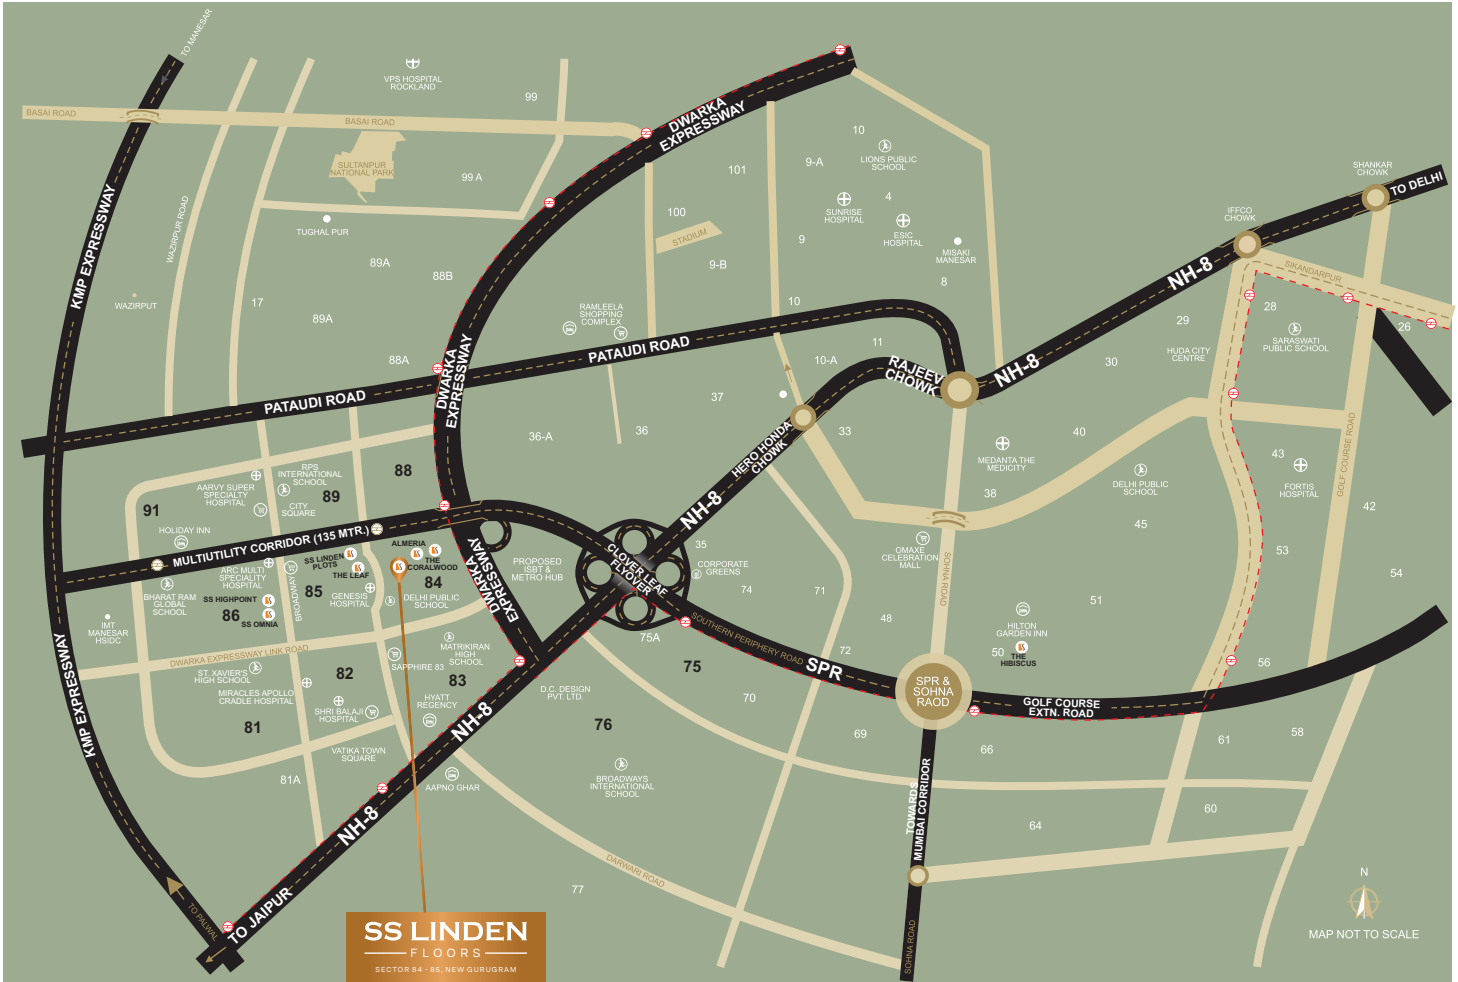 TO MANESAR
VPS HOSPITAL
ROCKLAND
99
BASAI ROAD
BASAI ROAD
DWARKA
EXPRESSWAY
SULTANPUR
NATIONAL PARK
99 A
101
10
9-A
LIONS PUBLIC
SCHOOL
SHANKAR
CHOWK
TO DELHI
KMP EXPRESSWAY
WAZIRPUR ROAD
TUGHAL PUR
100
STADIUM
4
SUNRISE
HOSPITAL
ESIC
HOSPITAL
IFFCO
CHOWK
9
MISAKI
MANESAR
89A
88B
9-B
8
NH-8
SIKANDARPUR
WAZIRPUT
17
89A
RAMLEELA
SHOPPING
COMPLEX
10
29
28
26
88A
DWARKA
EXPRESSWAY
PATAUDI ROAD
11
10-A
RAJEEV
CHOWK
NH-8
30
HUDA CITY
CENTRE
SARASWATI
PUBLIC SCHOOL
PATAUDI ROAD
37
36-A
36
33
HERO HONDA
CHOWK
40
43
GOLF COURSE ROAD
88
RPS
INTERNATIONAL
SCHOOL
AARVY SUPER
SPECIALTY
HOSPITAL
89
CITY
SQUARE
MEDANTA THE
MEDICITY
38
DELHI PUBLIC
SCHOOL
FORTIS
HOSPITAL
42
91
HOLIDAY INN
MULTIUTILITY CORRIDOR (135 MTR.)
NH-8
45
ALMERIA
THE
CORALWOOD
SS LINDEN
PLOTS
THE LEAF
DWARKA
EXPRESSWAY
PROPOSED
ISBT &
METRO HUB
CLOVER LEAF
FLYOVER
35
CORPORATE
GREENS
OMAXE
CELEBRATION
MALL
53
54
ARC MULTI
SPECIALITY
HOSPITAL
BROADWAY
85
84
GENESIS
HOSPITAL
DELHI PUBLIC
SCHOOL
74
71
SOHNA ROAD
BHARAT RAM
GLOBAL
SCHOOL
SS HIGHPOINT
86
SS OMNIA
51
IMT
MANESAR
HSIDC
75A
SOUTHERN PERIPHERY ROAD
48
HILTON
GARDEN INN
DWARKA EXPRESSWAY LINK ROAD
MATRIKIRAN
HIGH
SCHOOL
75
SPR
72
50
THE
HIBISCUS
56
KMP EXPRESSWAY
ST. XAVIER'S
HIGH SCHOOL
82
SAPPHIRE 83
83
MIRACLES APOLLO
CRADLE HOSPITAL
SHRI BALAJI
HOSPITAL
HYATT
REGENCY
D.C. DESIGN
PVT. LTD.
70
SPR &
SOHNA
RAOD
GOLF COURSE
EXTN. ROAD
81
NH-8
76
69
66
61
58
VATIKA TOWN
SQUARE
81A
AAPNO GHAR
BROADWAYS
INTERNATIONAL
SCHOOL
TOWARDS
MUMBAI CORRIDOR
60
64
NH-8
DARWARI ROAD
77
TO PALWAL
TO JAIPUR
SOHNA ROAD
SS LINDEN
FLOORS
SECTOR 84 - 85, NEW GURUGRAM
N
MAP NOT TO SCALE